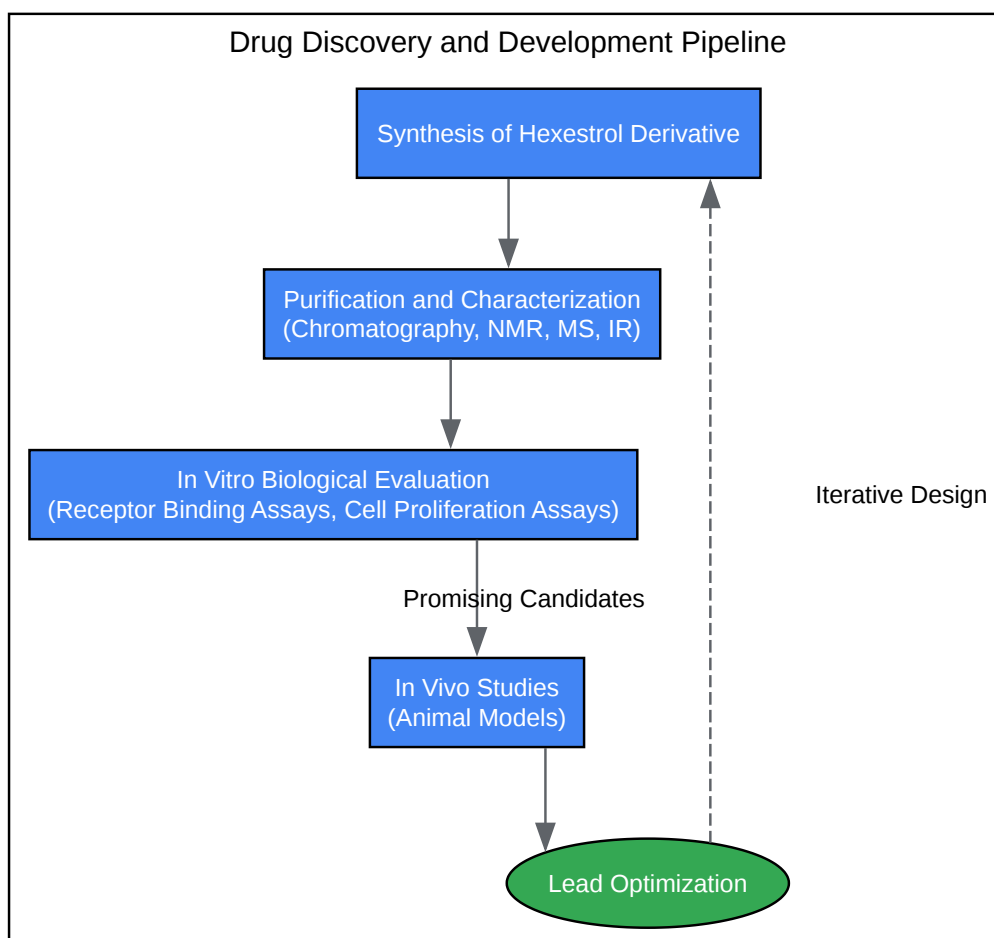 Drug Discovery and Development Pipeline
Synthesis of Hexestrol Derivative
Purification and Characterization
(Chromatography, NMR, MS, IR)
In Vitro Biological Evaluation
(Receptor Binding Assays, Cell Proliferation Assays)
Iterative Design
Promising Candidates
In Vivo Studies
(Animal Models)
Lead Optimization